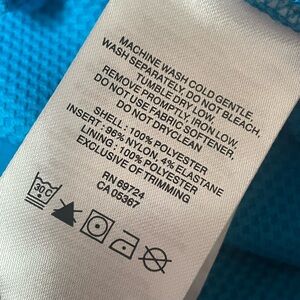 MACHINE WASH COLD GENTLE,
WASH SEPARATELY, DO NOT BLEACH.
TUMBLE DRY LOW.
REMOVE PROMPTLY, IRON LOW.
DO NOT USE FABRIC SOFTENER.
DO NOT DRYCLEAN
SHELL : 100% POLYESTER
INSERT : 96% NYLON, 4% ELASTANE
LINING : 100% POLYESTER
EXCLUSIVE OF TRIMMING
RN 69724
CA 05367
30C